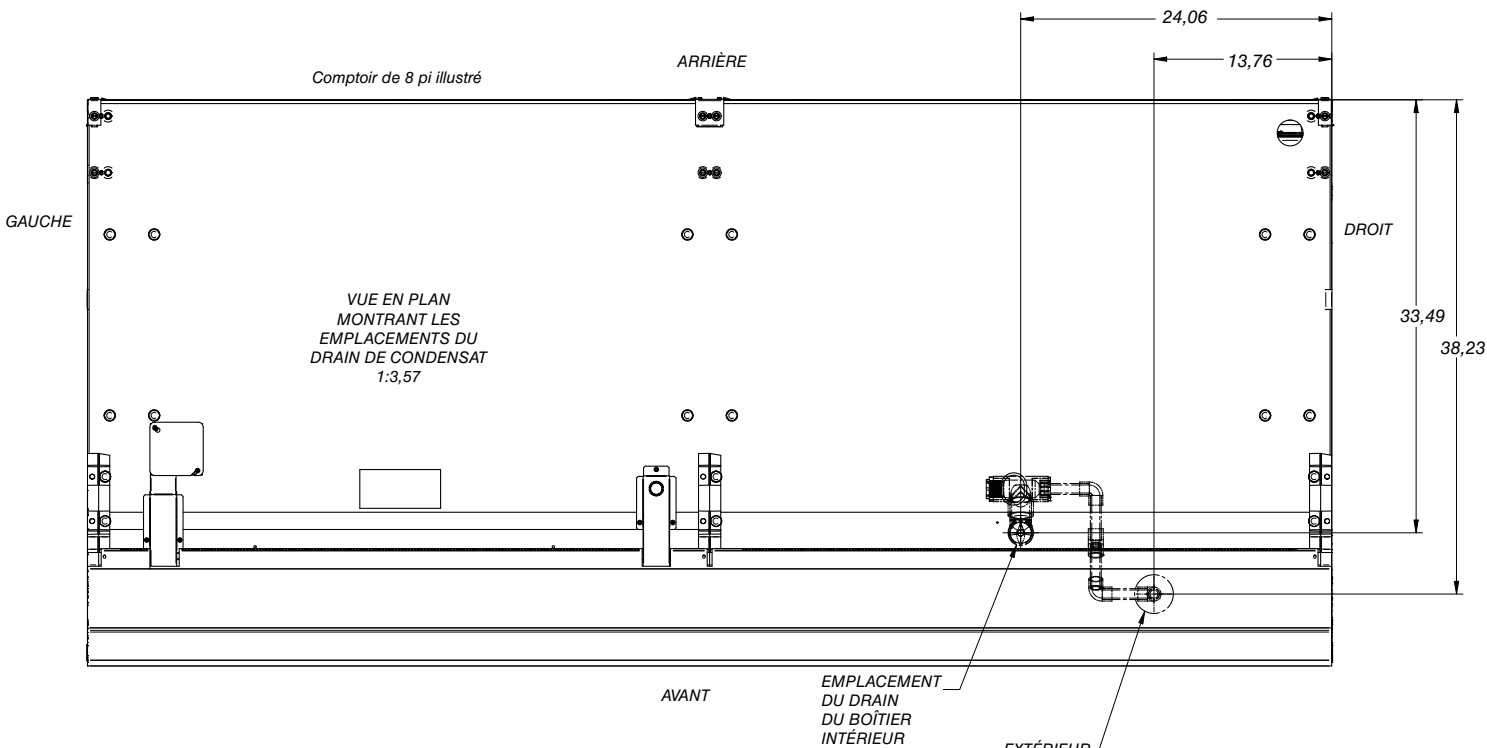 24,06
13,76
ARRIÈRE
Comptoir de 8 pi illustré
GAUCHE
DROIT
VUE EN PLAN
MONTRANT LES
EMPLACEMENTS DU
DRAIN DE CONDENSAT
1:3,57
33,49
38,23
AVANT
EMPLACEMENT
DU DRAIN
DU BOÎTIER
INTÉRIEUR
EXTÉRIEUR